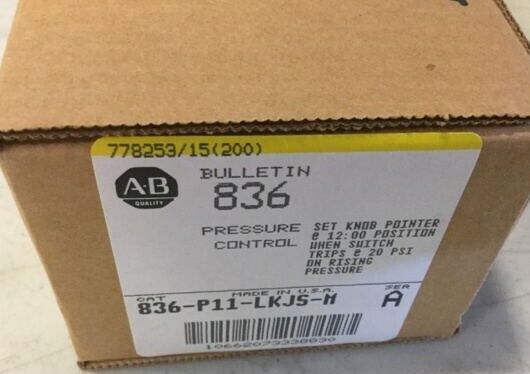 778253/15(200)
A-B
QUALITY
BULLETIN
836
PRESSURE
CONTROL
SET KNOB POINTER
@ 12:00 POSITION
WHEN SWITCH
TRIPS @ 20 PSI
ON RISING
PRESSURE
MADE IN U.S.A.
CAT
SER
836-P11-LKJS-M
A
10662073338830